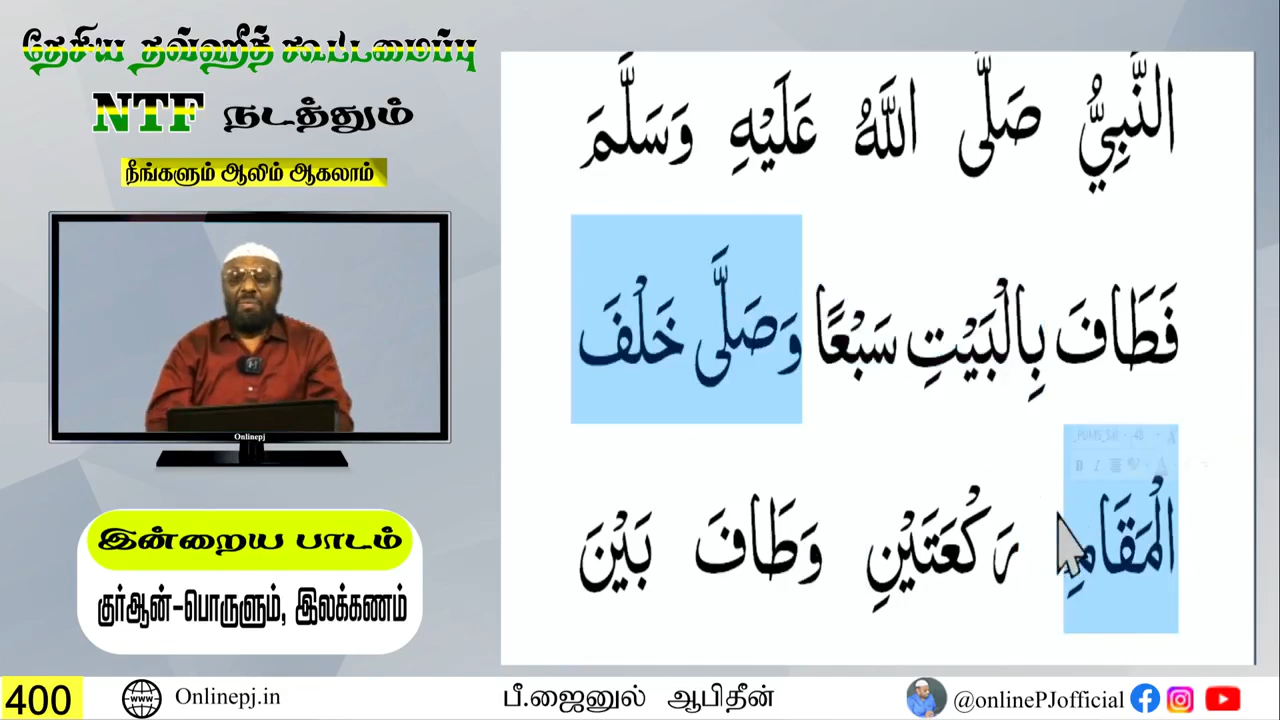 தேசிய தவ்ஹீத் கூட்டமைப்பு
NTF நடத்தும்
நீங்களும் ஆலிம் ஆகலாம்
Onlinepj
இன்றைய பாடம்
குர்ஆன்-பொருளும், இலக்கணம்
النَّبِيُّ صَلَّى اللَّهُ عَلَيْهِ وَسَلَّمَ
فَطَافَ بِالْبَيْتِ سَبْعًا وَصَلَّى خَلْفَ
الْمَقَامِ رَكْعَتَيْنِ وَطَافَ بَيْنَ
400 www Onlinepj.in பீ.ஜைனுல் ஆபிதீன் @onlinePJofficial